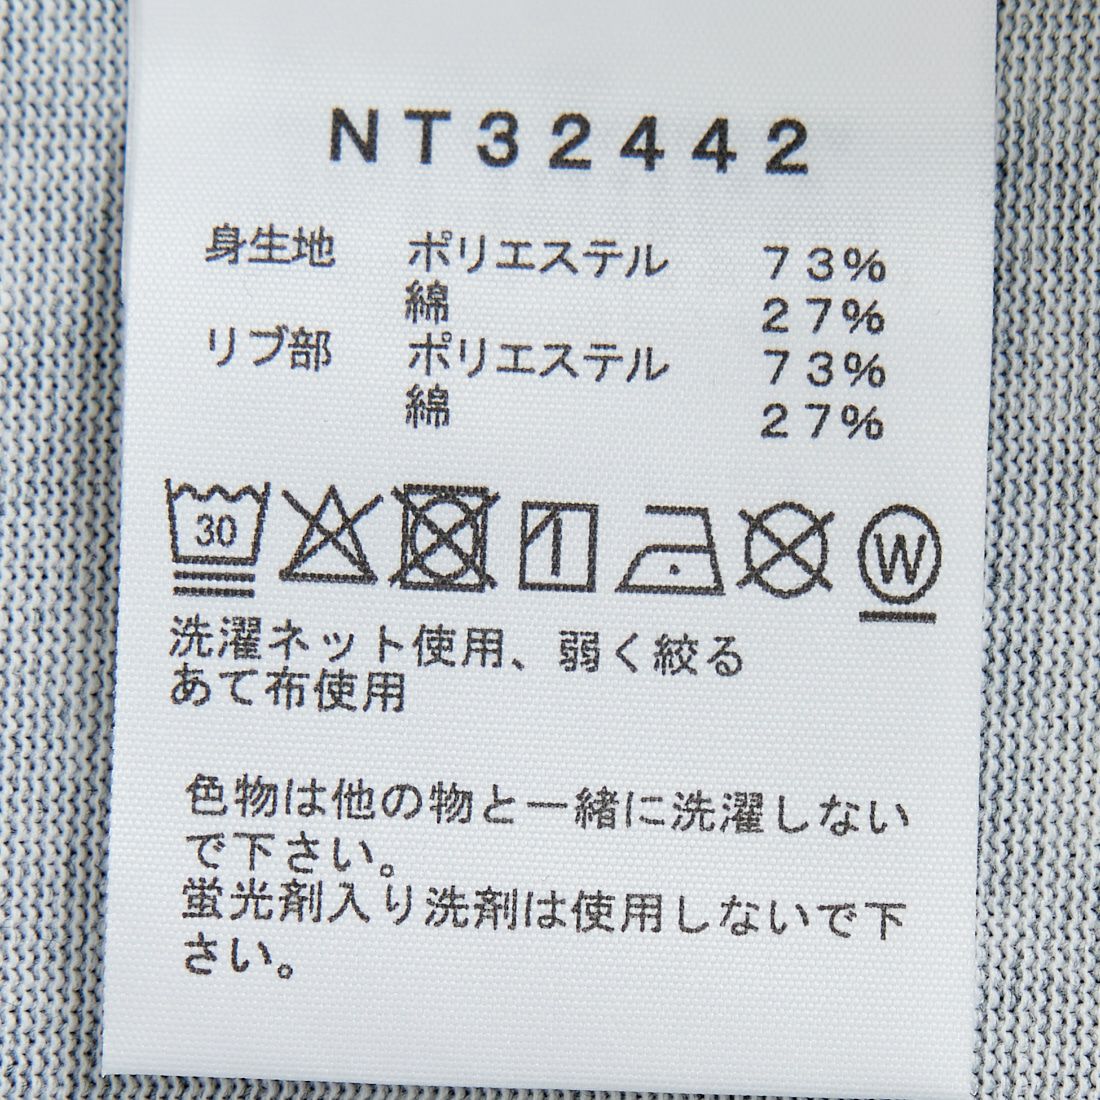 NT32442
身生地 ポリエステル 73%
綿 27%
リブ部 ポリエステル 73%
綿 27%
30 W
洗濯ネット使用、弱く絞る
あて布使用
色物は他の物と一緒に洗濯しない
で下さい。
蛍光剤入り洗剤は使用しないで下
さい。